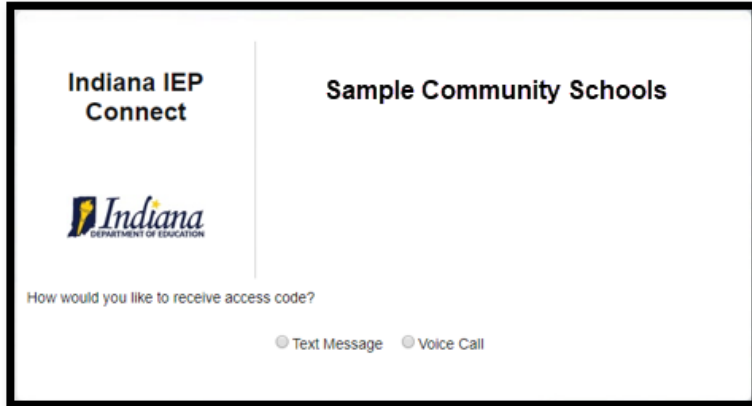 Indiana IEP
Connect
Sample Community Schools
Indiana
DEPARTMENT OF EDUCATION
How would you like to receive access code?
Text Message Voice Call